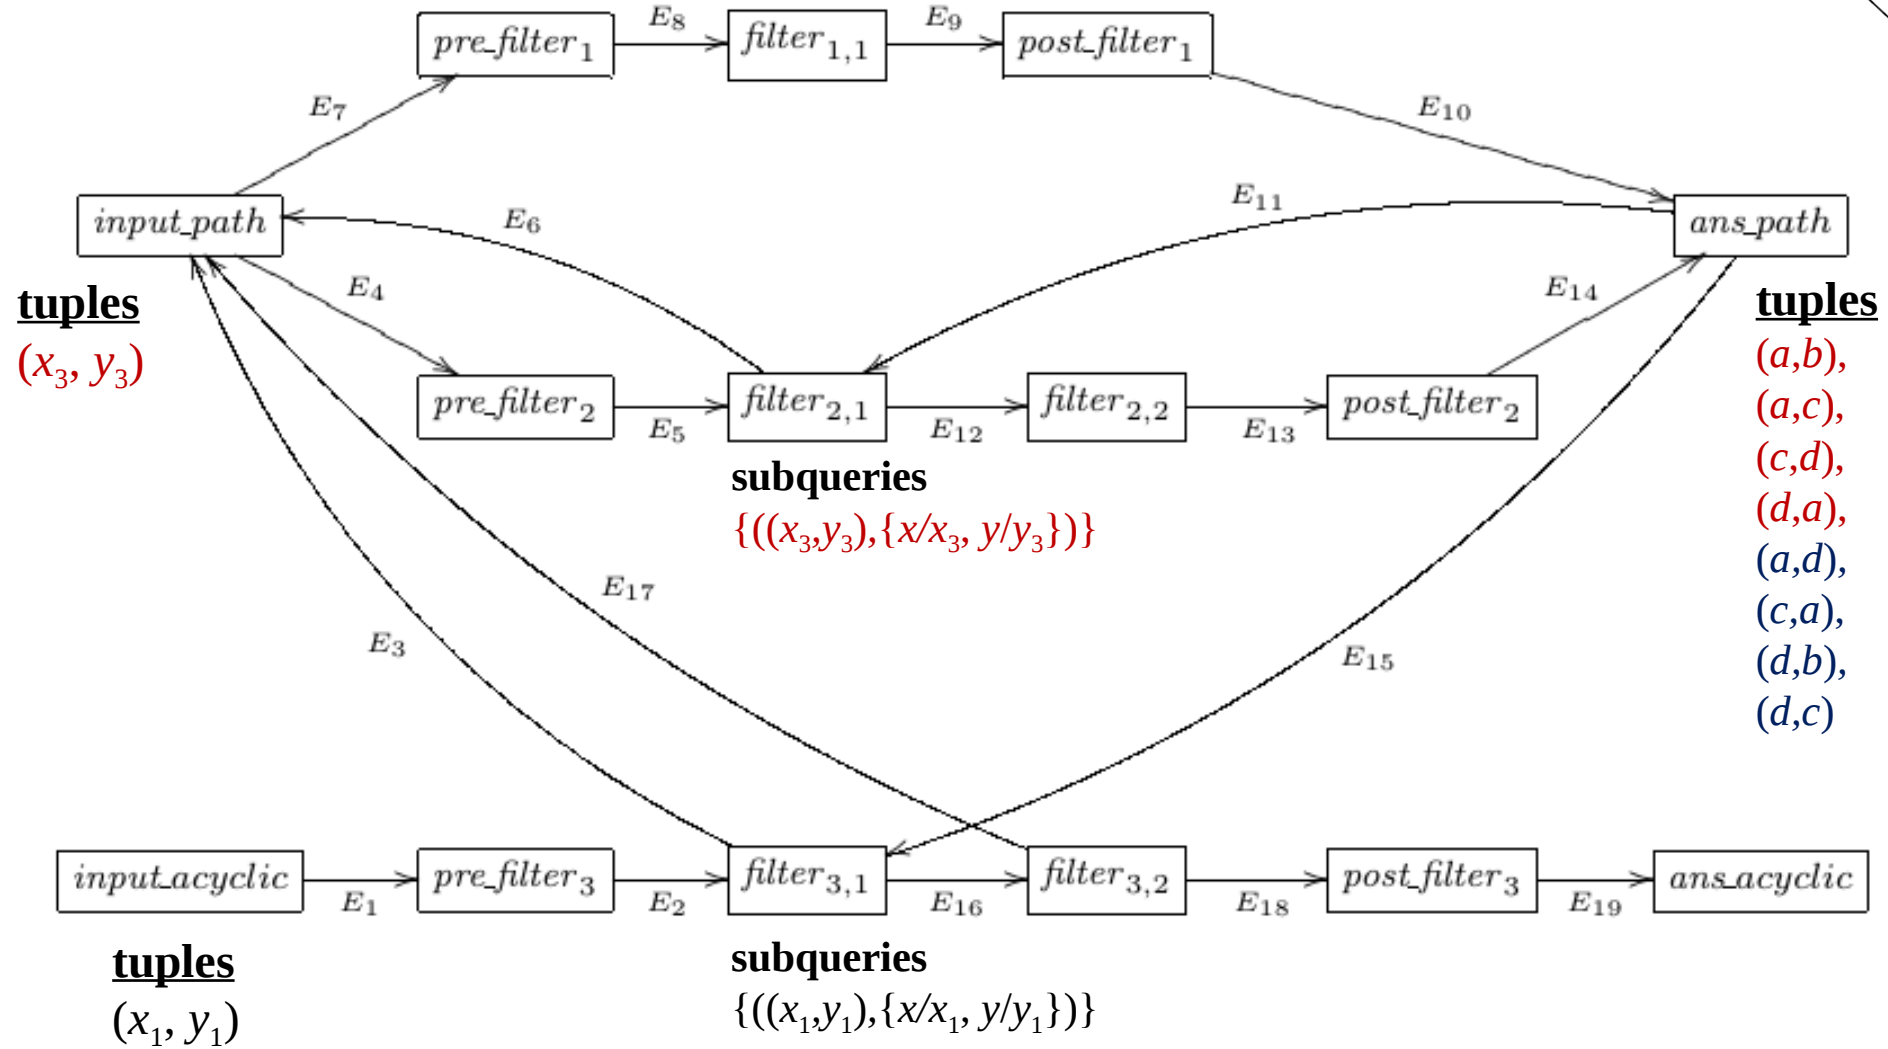 E₈
E₉
pre_filter₁
filter₁,₁
post_filter₁
E₇
E₁₀
E₁₁
input_path
E₆
ans_path
E₄
E₁₄
tuples
(x₃, y₃)
tuples
(a,b),
(a,c),
(c,d),
(d,a),
(a,d),
(c,a),
(d,b),
(d,c)
pre_filter₂
filter₂,₁
filter₂,₂
post_filter₂
E₅
E₁₂
E₁₃
subqueries
{((x₃,y₃),{x/x₃, y/y₃})}
E₁₇
E₃
E₁₅
input_acyclic
pre_filter₃
filter₃,₁
filter₃,₂
post_filter₃
ans_acyclic
E₁
E₂
E₁₆
E₁₈
E₁₉
tuples
(x₁, y₁)
subqueries
{((x₁,y₁),{x/x₁, y/y₁})}